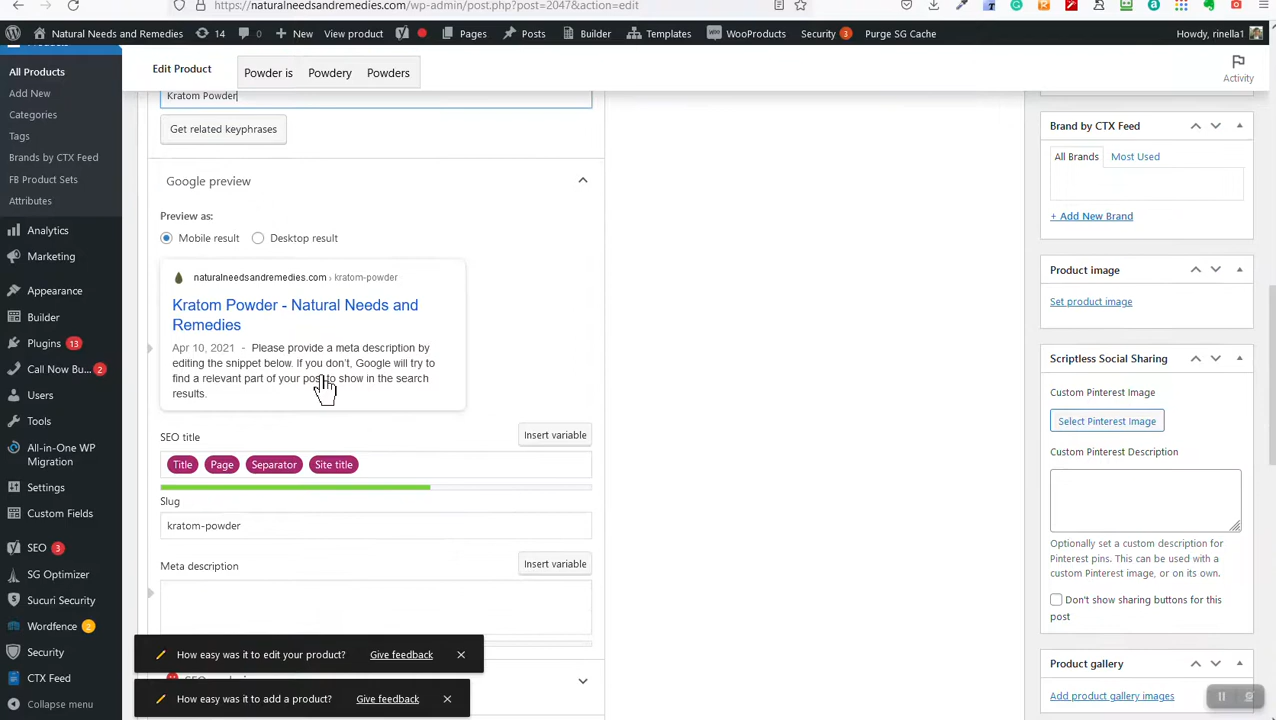 https://naturalneedsandremedies.com/wp-admin/post.php?post=2047&action=edit
Natural Needs and Remedies
14
0
New
View product
Pages
Posts
Builder
Templates
WooProducts
Security 3
Purge SG Cache
Howdy, rinella1
All Products
Add New
Categories
Tags
Brands by CTX Feed
FB Product Sets
Attributes
Analytics
Marketing
Appearance
Builder
Plugins 13
Call Now Bu... 2
Users
Tools
All-in-One WP
Migration
Settings
Custom Fields
SEO 3
SG Optimizer
Sucuri Security
Wordfence 2
Security
CTX Feed
Collapse menu
Edit Product
Powder is
Powdery
Powders
Activity
Kratom Powder
Get related keyphrases
Google preview
Preview as:
Mobile result
Desktop result
naturalneedsandremedies.com › kratom-powder
Kratom Powder - Natural Needs and
Remedies
Apr 10, 2021 - Please provide a meta description by
editing the snippet below. If you don't, Google will try to
find a relevant part of your post to show in the search
results.
SEO title
Insert variable
Title
Page
Separator
Site title
Slug
kratom-powder
Meta description
Insert variable
How easy was it to edit your product?
Give feedback
How easy was it to add a product?
Give feedback
Brand by CTX Feed
All Brands
Most Used
+ Add New Brand
Product image
Set product image
Scriptless Social Sharing
Custom Pinterest Image
Select Pinterest Image
Custom Pinterest Description
Optionally set a custom description for
Pinterest pins. This can be used with a
custom Pinterest image, or on its own.
Don't show sharing buttons for this
post
Product gallery
Add product gallery images